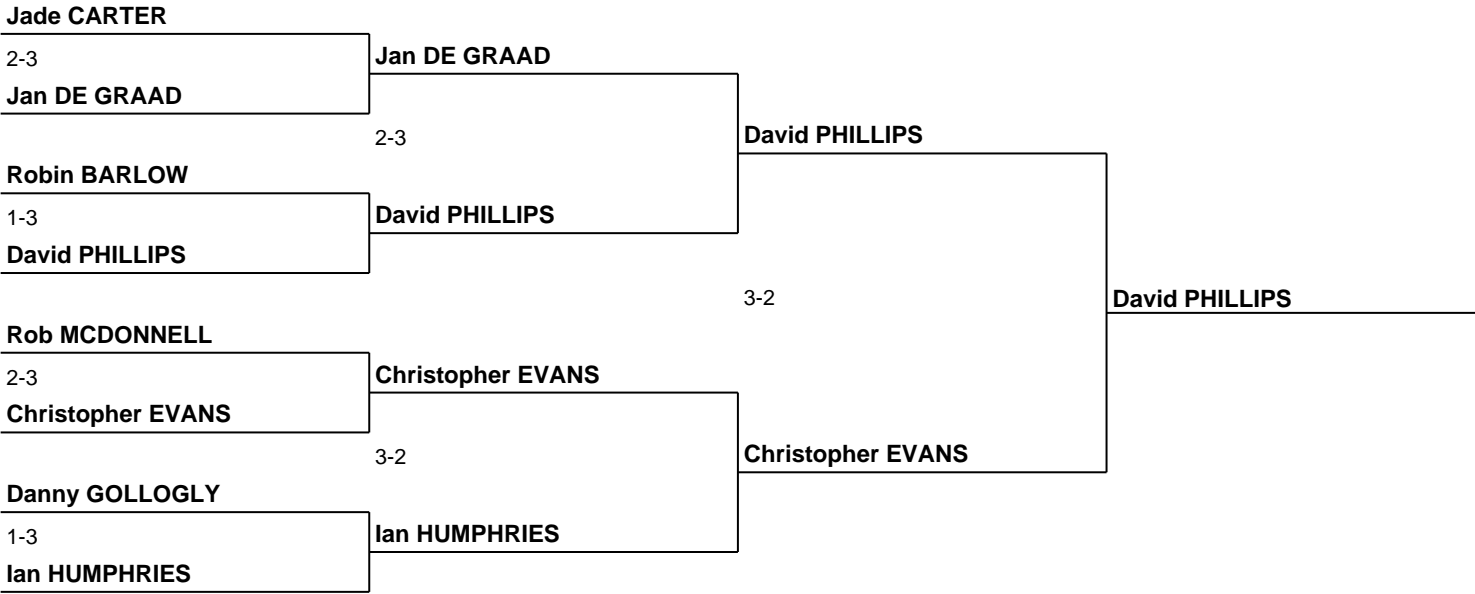 Jade CARTER
2-3
Jan DE GRAAD
Robin BARLOW
1-3
David PHILLIPS
Rob MCDONNELL
2-3
Christopher EVANS
Danny GOLLOGLY
1-3
Ian HUMPHRIES
Jan DE GRAAD
2-3
David PHILLIPS
Christopher EVANS
3-2
Ian HUMPHRIES
David PHILLIPS
3-2
Christopher EVANS
David PHILLIPS